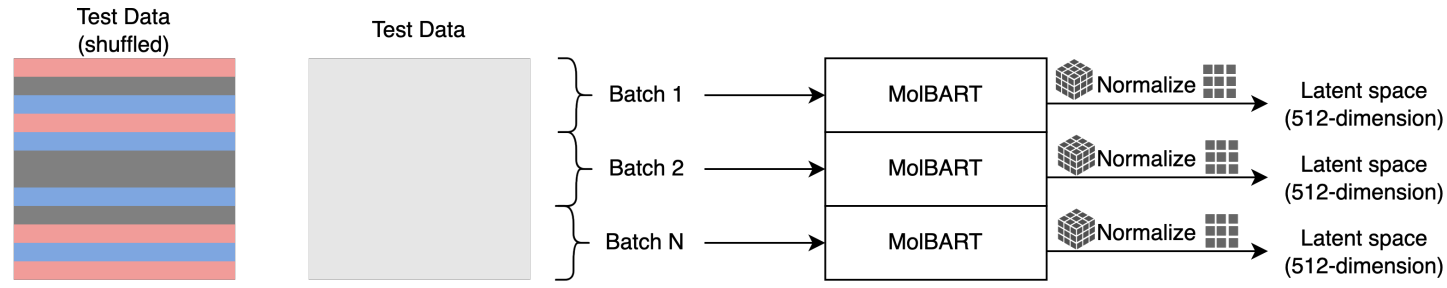 Test Data
(shuffled)
Test Data
Batch 1
MolBART
Normalize
Latent space
(512-dimension)
Batch 2
MolBART
Normalize
Latent space
(512-dimension)
Batch N
MolBART
Normalize
Latent space
(512-dimension)